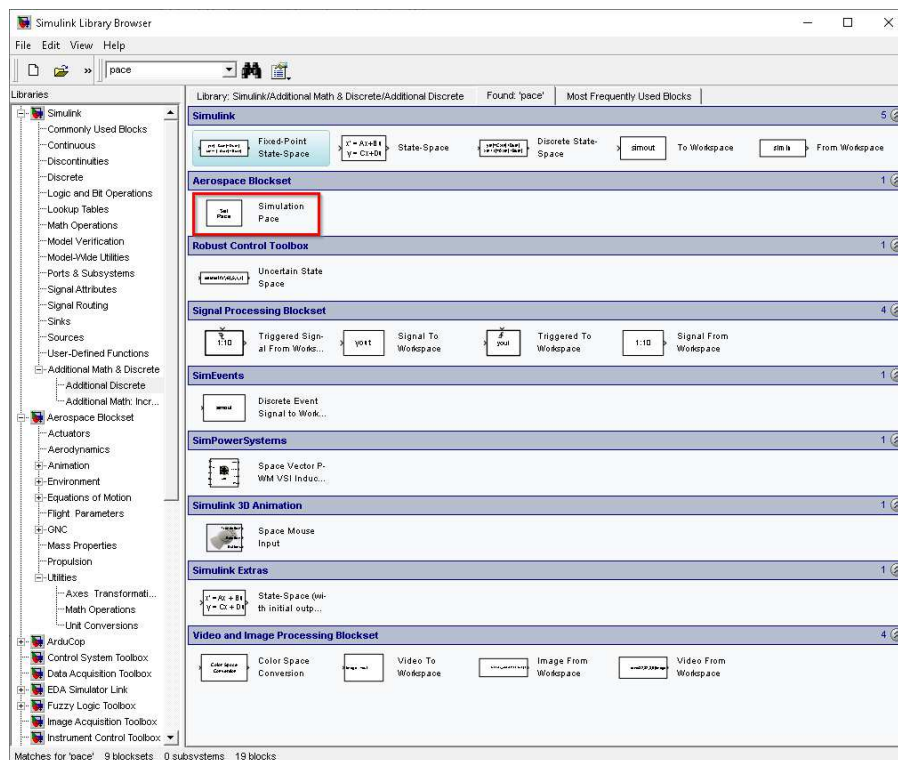 Simulink Library Browser
File Edit View Help
» pace
Libraries
Simulink
Commonly Used Blocks
Continuous
Discontinuities
Discrete
Logic and Bit Operations
Lookup Tables
Math Operations
Model Verification
Model-Wide Utilities
Ports & Subsystems
Signal Attributes
Signal Routing
Sinks
Sources
User-Defined Functions
Additional Math & Discrete
Additional Discrete
Additional Math: Incr...
Aerospace Blockset
Actuators
Aerodynamics
Animation
Environment
Equations of Motion
Flight Parameters
GNC
Mass Properties
Propulsion
Utilities
Axes Transformati...
Math Operations
Unit Conversions
ArduCop
Control System Toolbox
Data Acquisition Toolbox
EDA Simulator Link
Fuzzy Logic Toolbox
Image Acquisition Toolbox
Instrument Control Toolbox
Library: Simulink/Additional Math & Discrete/Additional Discrete Found: 'pace' Most Frequently Used Blocks
Simulink 5
Fixed-Point
State-Space
State-Space
Discrete State-
Space
simout To Workspace
simin From Workspace
Aerospace Blockset 1
Set
Pace
Simulation
Pace
Robust Control Toolbox 1
Uncertain State
Space
Signal Processing Blockset 4
1:10
Triggered Sign-
al From Works...
yout
Signal To
Workspace
yout
Triggered To
Workspace
1:10
Signal From
Workspace
SimEvents 1
simout
Discrete Event
Signal to Work...
SimPowerSystems 1
Space Vector P-
WM VSI Induc...
Simulink 3D Animation 1
Space Mouse
Input
Simulink Extras 1
State-Space (wi-
th initial outp...
Video and Image Processing Blockset 4
Color Space
Conversion
Color Space
Conversion
Video To
Workspace
Image From
Workspace
Video From
Workspace
Matches for 'pace' 9 blocksets 0 subsystems 19 blocks